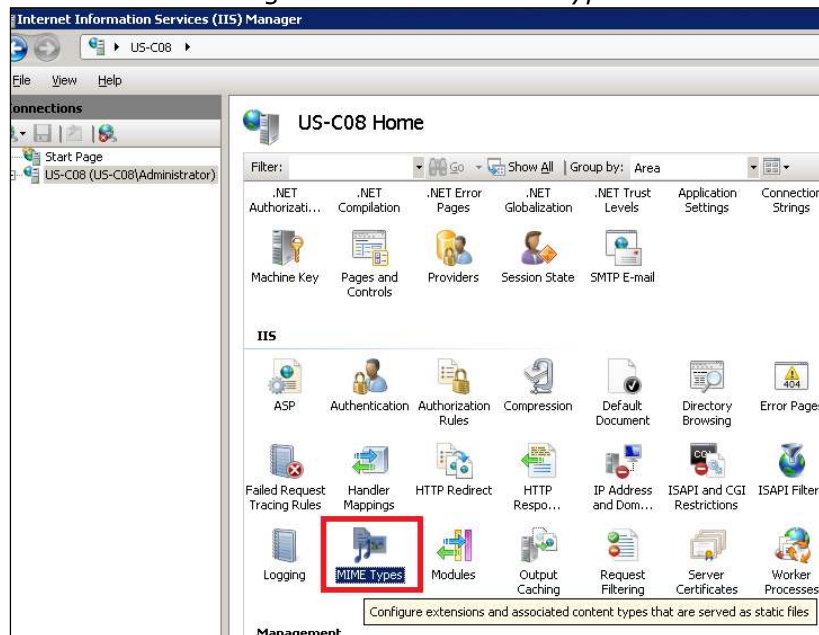 Internet Information Services (IIS) Manager
US-C08
File View Help
Connections
Start Page
US-C08 (US-C08\Administrator)
US-C08 Home
Filter: Go Show All Group by: Area
.NET Authorizati... .NET Compilation .NET Error Pages .NET Globalization .NET Trust Levels Application Settings Connection Strings
Machine Key Pages and Controls Providers Session State SMTP E-mail
IIS
ASP Authentication Authorization Rules Compression Default Document Directory Browsing Error Page
404
CGI
Failed Request Tracing Rules Handler Mappings HTTP Redirect HTTP Respo... IP Address and Dom... ISAPI and CGI Restrictions ISAPI Filter
Logging MIME Types Modules Output Caching Request Filtering Server Certificates Worker Processes
Configure extensions and associated content types that are served as static files
Management